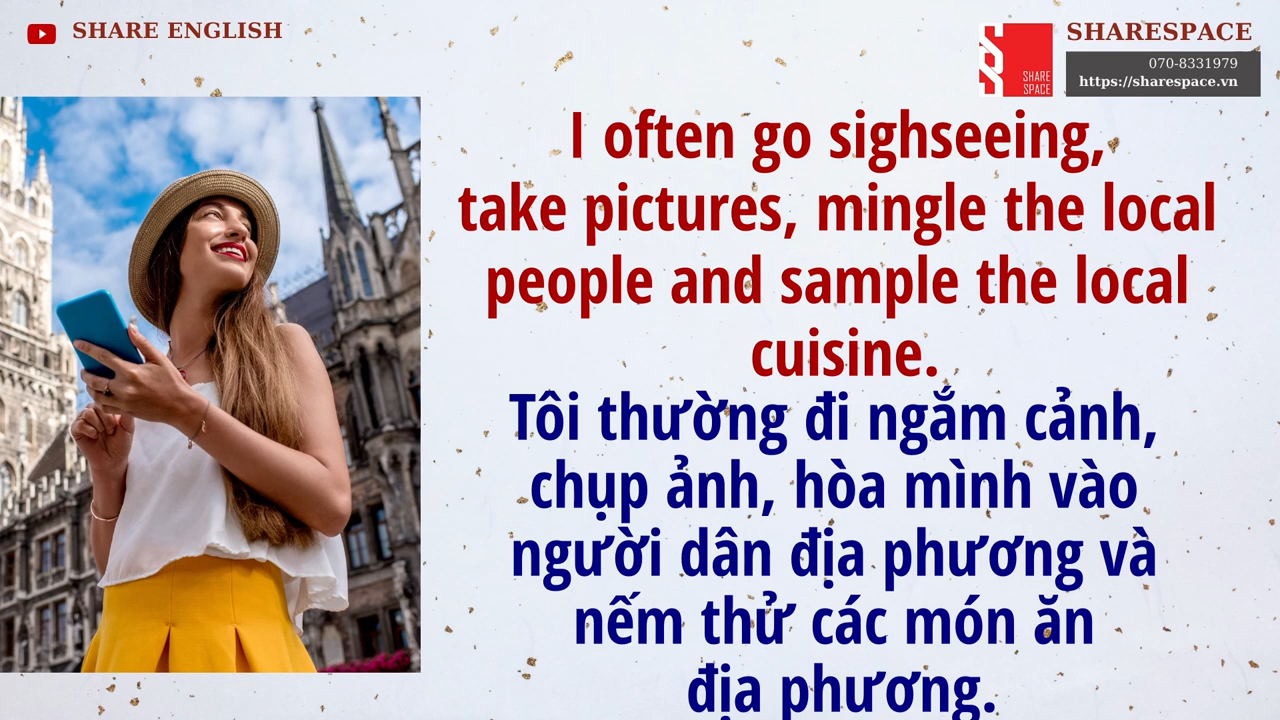 SHARE ENGLISH
SHARESPACE
070-8331979
https://sharespace.vn
SHARE
SPACE
I often go sighseeing,
take pictures, mingle the local
people and sample the local
cuisine.
Tôi thường đi ngắm cảnh,
chụp ảnh, hòa mình vào
người dân địa phương và
nếm thử các món ăn
địa phương.